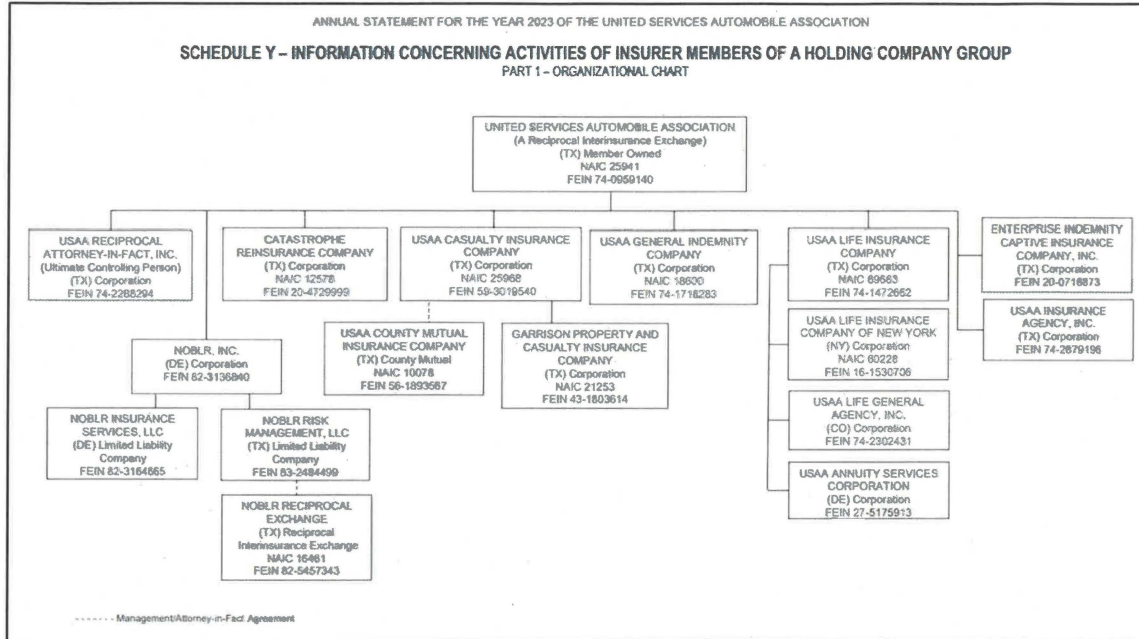 ANNUAL STATEMENT FOR THE YEAR 2023 OF THE UNITED SERVICES AUTOMOBILE ASSOCIATION
SCHEDULE Y – INFORMATION CONCERNING ACTIVITIES OF INSURER MEMBERS OF A HOLDING COMPANY GROUP
PART 1 – ORGANIZATIONAL CHART
UNITED SERVICES AUTOMOBILE ASSOCIATION
(A Reciprocal Interinsurance Exchange)
(TX) Member Owned
NAIC 25941
FEIN 74-0959140
USAA RECIPROCAL
ATTORNEY-IN-FACT, INC.
(Ultimate Controlling Person)
(TX) Corporation
FEIN 74-2288294
CATASTROPHE
REINSURANCE COMPANY
(TX) Corporation
NAIC 12578
FEIN 20-4729999
USAA CASUALTY INSURANCE
COMPANY
(TX) Corporation
NAIC 25968
FEIN 59-3019540
USAA GENERAL INDEMNITY
COMPANY
(TX) Corporation
NAIC 18600
FEIN 74-1718283
USAA LIFE INSURANCE
COMPANY
(TX) Corporation
NAIC 69663
FEIN 74-1472662
ENTERPRISE INDEMNITY
CAPTIVE INSURANCE
COMPANY, INC.
(TX) Corporation
FEIN 20-0718873
NOBLR, INC.
(DE) Corporation
FEIN 82-3136840
USAA COUNTY MUTUAL
INSURANCE COMPANY
(TX) County Mutual
NAIC 10078
FEIN 56-1893567
GARRISON PROPERTY AND
CASUALTY INSURANCE
COMPANY
(TX) Corporation
NAIC 21253
FEIN 43-1803614
USAA LIFE INSURANCE
COMPANY OF NEW YORK
(NY) Corporation
NAIC 60228
FEIN 16-1530706
USAA INSURANCE
AGENCY, INC.
(TX) Corporation
FEIN 74-2879196
NOBLR INSURANCE
SERVICES, LLC
(DE) Limited Liability
Company
FEIN 82-3164665
NOBLR RISK
MANAGEMENT, LLC
(TX) Limited Liability
Company
FEIN 83-2484499
USAA LIFE GENERAL
AGENCY, INC.
(CO) Corporation
FEIN 74-2302431
NOBLR RECIPROCAL
EXCHANGE
(TX) Reciprocal
Interinsurance Exchange
NAIC 16461
FEIN 82-5457343
USAA ANNUITY SERVICES
CORPORATION
(DE) Corporation
FEIN 27-5175913
Management/Attorney-in-Fact Agreement